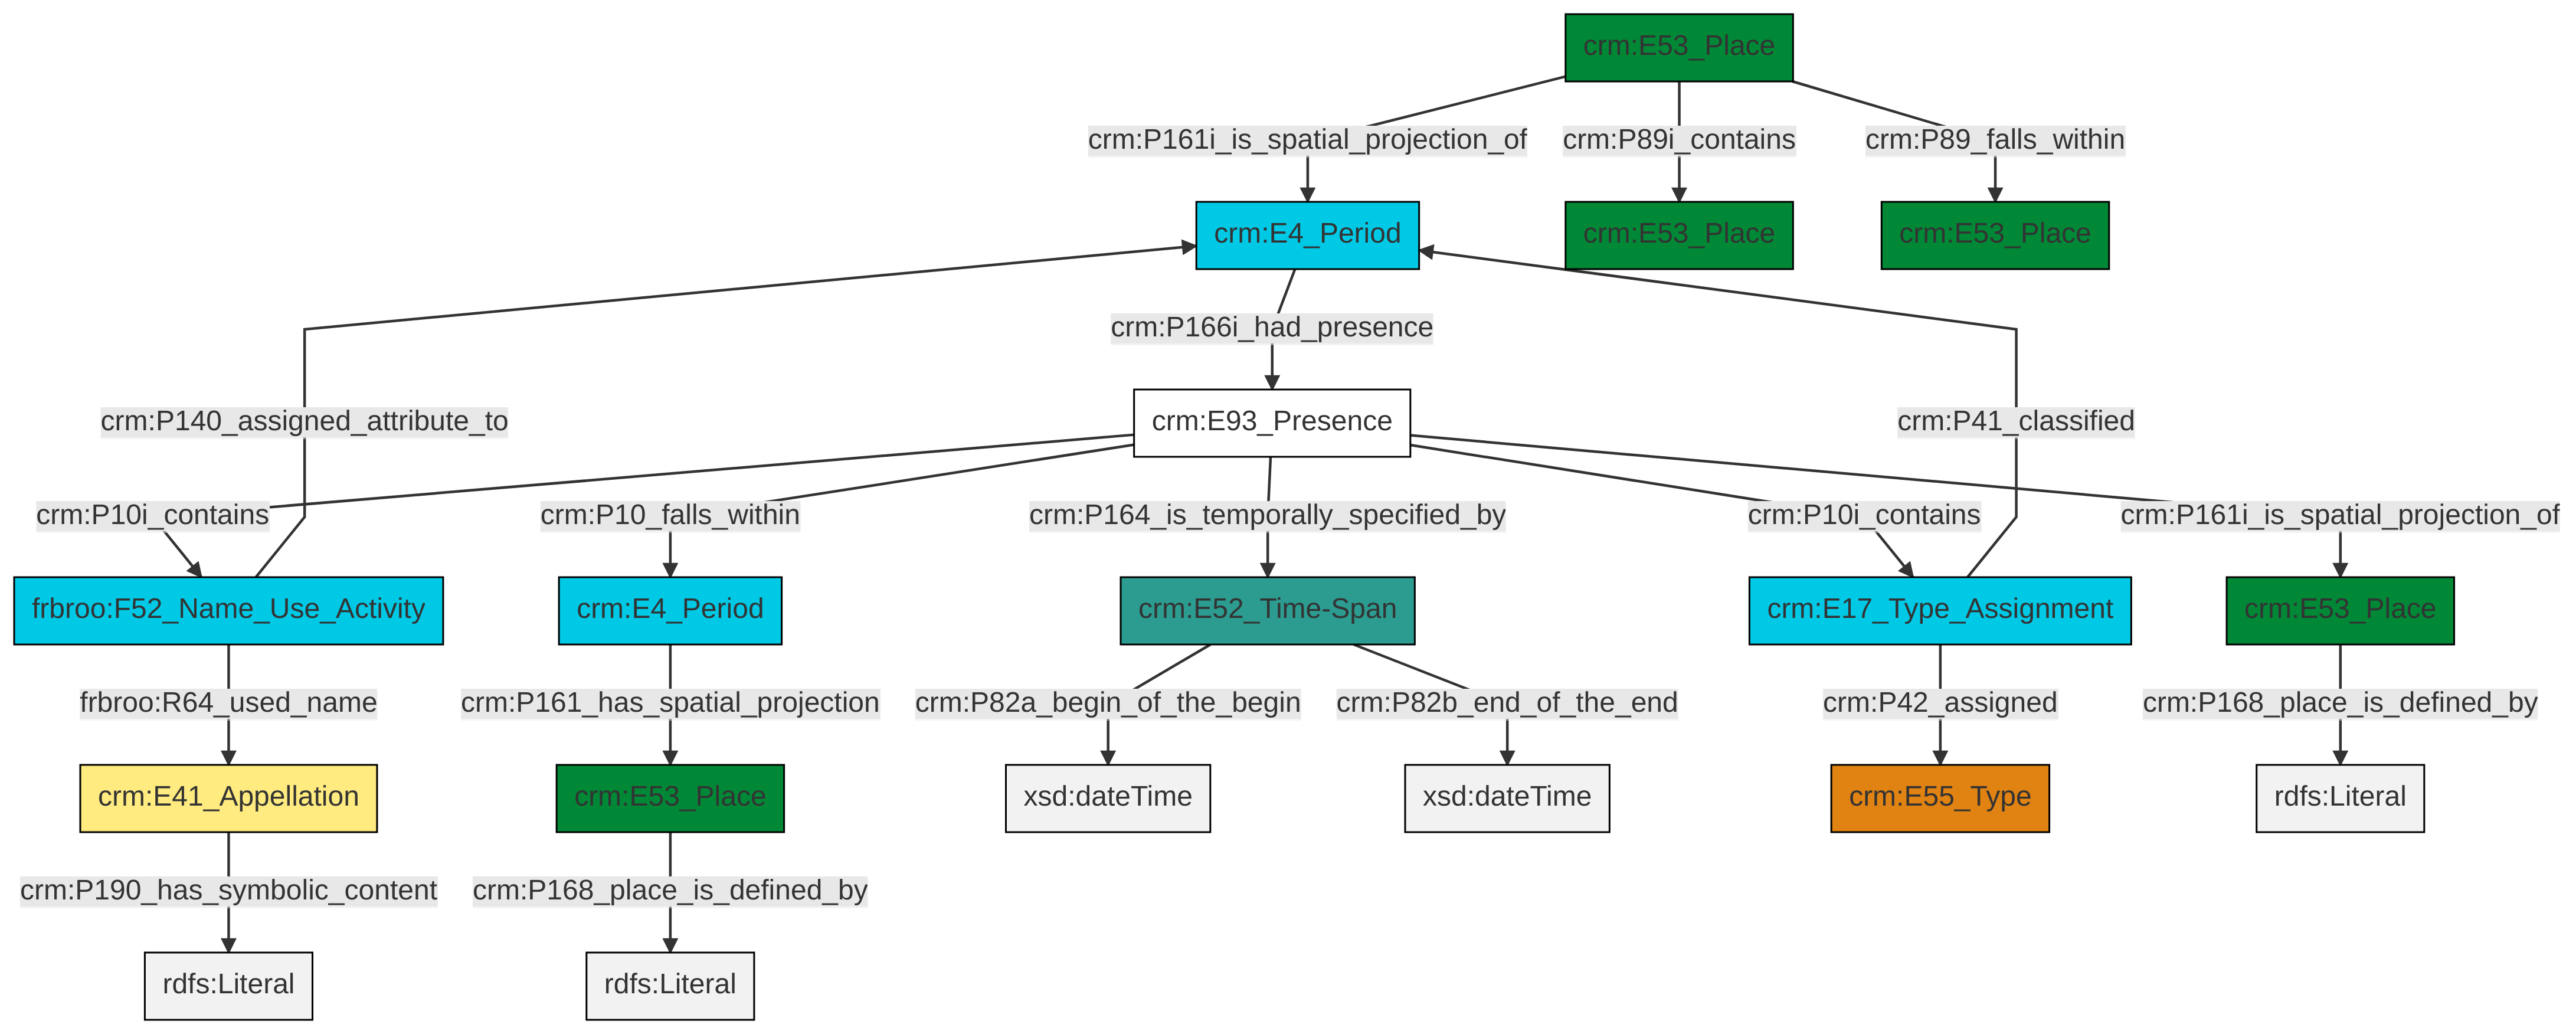 crm:E53_Place
crm:P161i_is_spatial_projection_of
crm:P89i_contains
crm:P89_falls_within
crm:E4_Period
crm:E53_Place
crm:E53_Place
crm:P166i_had_presence
crm:P140_assigned_attribute_to
crm:E93_Presence
crm:P41_classified
crm:P10i_contains
crm:P10_falls_within
crm:P164_is_temporally_specified_by
crm:P10i_contains
crm:P161i_is_spatial_projection_of
frbroo:F52_Name_Use_Activity
crm:E4_Period
crm:E52_Time-Span
crm:E17_Type_Assignment
crm:E53_Place
frbroo:R64_used_name
crm:P161_has_spatial_projection
crm:P82a_begin_of_the_begin
crm:P82b_end_of_the_end
crm:P42_assigned
crm:P168_place_is_defined_by
crm:E41_Appellation
crm:E53_Place
xsd:dateTime
xsd:dateTime
crm:E55_Type
rdfs:Literal
crm:P190_has_symbolic_content
crm:P168_place_is_defined_by
rdfs:Literal
rdfs:Literal